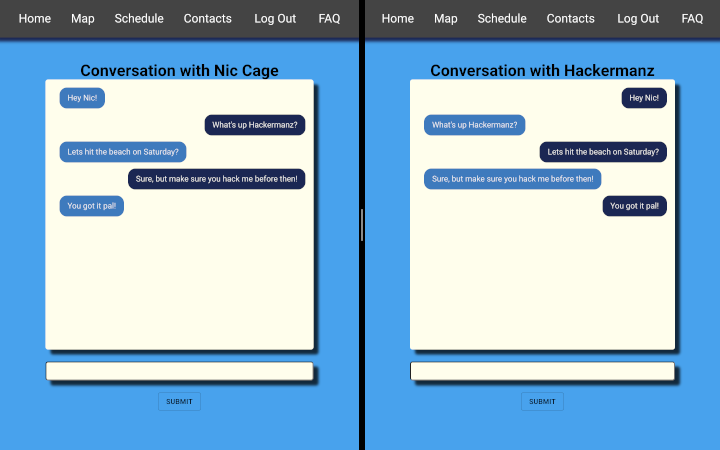 Home Map Schedule Contacts Log Out FAQ
Conversation with Nic Cage
Hey Nic!
What's up Hackermanz?
Lets hit the beach on Saturday?
Sure, but make sure you hack me before then!
You got it pal!
SUBMIT
Home Map Schedule Contacts Log Out FAQ
Conversation with Hackermanz
Hey Nic!
What's up Hackermanz?
Lets hit the beach on Saturday?
Sure, but make sure you hack me before then!
You got it pal!
SUBMIT